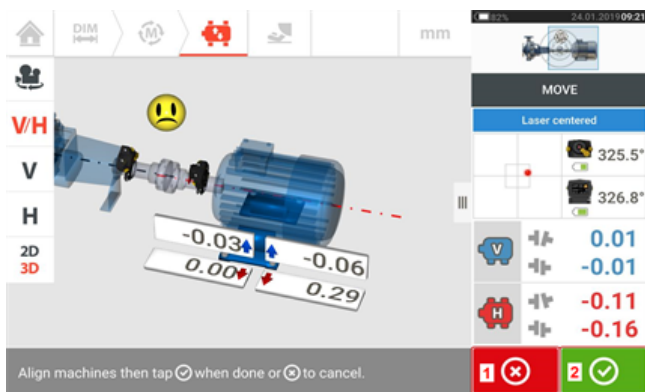 82% 24.01.2019 09:21
DIM
M
mm
MOVE
Laser centered
V/H
V
H
2D
3D
325.5°
326.8°
-0.03
-0.06
0.00
0.29
V
0.01
-0.01
H
-0.11
-0.16
Align machines then tap when done or to cancel.
1
2